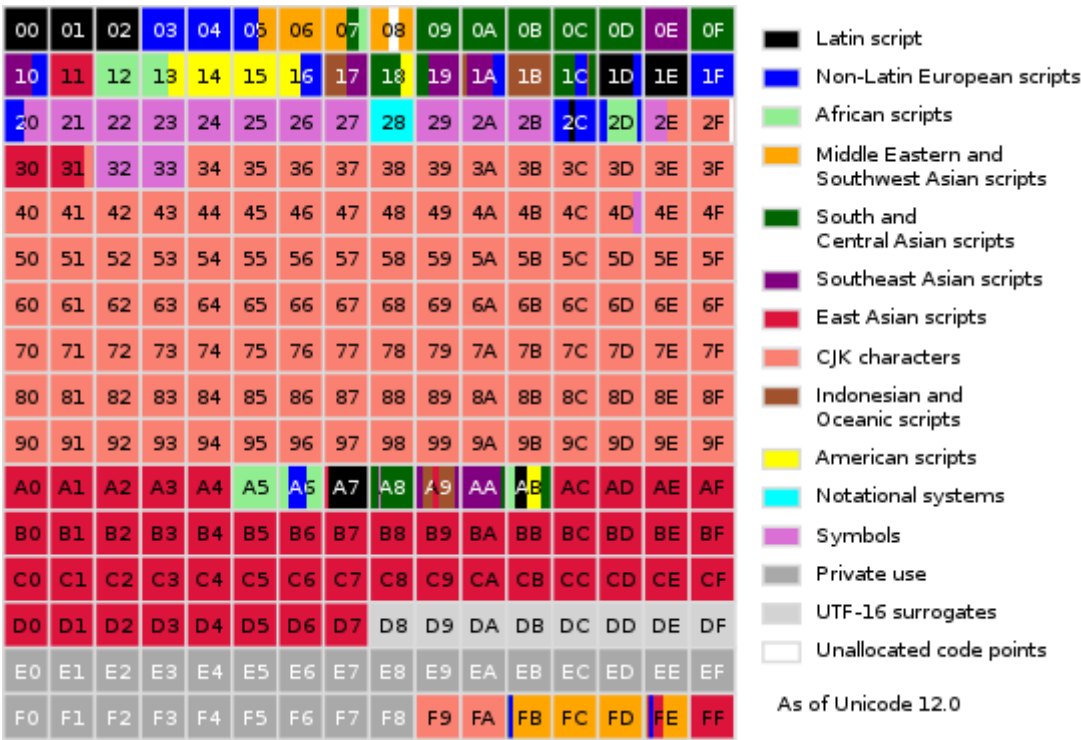 00 01 02 03 04 05 06 07 08 09 0A 0B 0C 0D 0E 0F
10 11 12 13 14 15 16 17 18 19 1A 1B 1C 1D 1E 1F
20 21 22 23 24 25 26 27 28 29 2A 2B 2C 2D 2E 2F
30 31 32 33 34 35 36 37 38 39 3A 3B 3C 3D 3E 3F
40 41 42 43 44 45 46 47 48 49 4A 4B 4C 4D 4E 4F
50 51 52 53 54 55 56 57 58 59 5A 5B 5C 5D 5E 5F
60 61 62 63 64 65 66 67 68 69 6A 6B 6C 6D 6E 6F
70 71 72 73 74 75 76 77 78 79 7A 7B 7C 7D 7E 7F
80 81 82 83 84 85 86 87 88 89 8A 8B 8C 8D 8E 8F
90 91 92 93 94 95 96 97 98 99 9A 9B 9C 9D 9E 9F
A0 A1 A2 A3 A4 A5 A6 A7 A8 A9 AA AB AC AD AE AF
B0 B1 B2 B3 B4 B5 B6 B7 B8 B9 BA BB BC BD BE BF
C0 C1 C2 C3 C4 C5 C6 C7 C8 C9 CA CB CC CD CE CF
D0 D1 D2 D3 D4 D5 D6 D7 D8 D9 DA DB DC DD DE DF
E0 E1 E2 E3 E4 E5 E6 E7 E8 E9 EA EB EC ED EE EF
F0 F1 F2 F3 F4 F5 F6 F7 F8 F9 FA FB FC FD FE FF
Latin script
Non-Latin European scripts
African scripts
Middle Eastern and
Southwest Asian scripts
South and
Central Asian scripts
Southeast Asian scripts
East Asian scripts
CJK characters
Indonesian and
Oceanic scripts
American scripts
Notational systems
Symbols
Private use
UTF-16 surrogates
Unallocated code points
As of Unicode 12.0